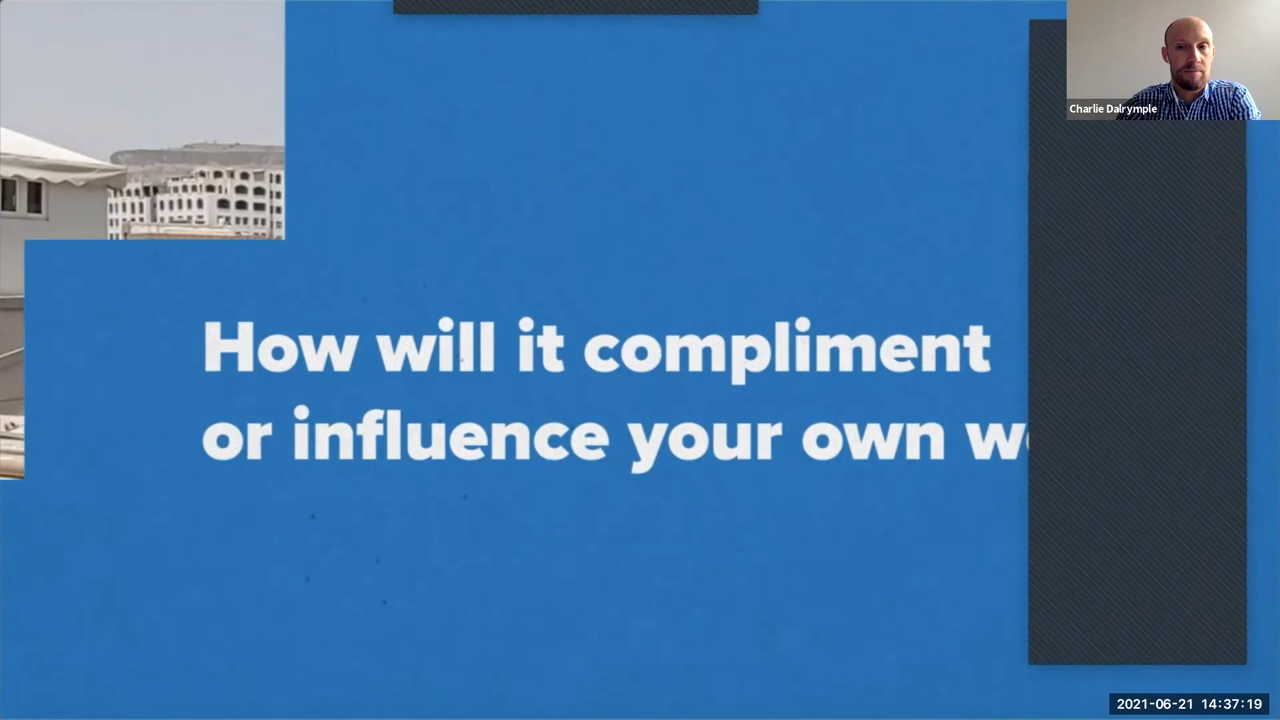 Charlie Dalrymple
How will it compliment
or influence your own
2021-06-21 14:37:19